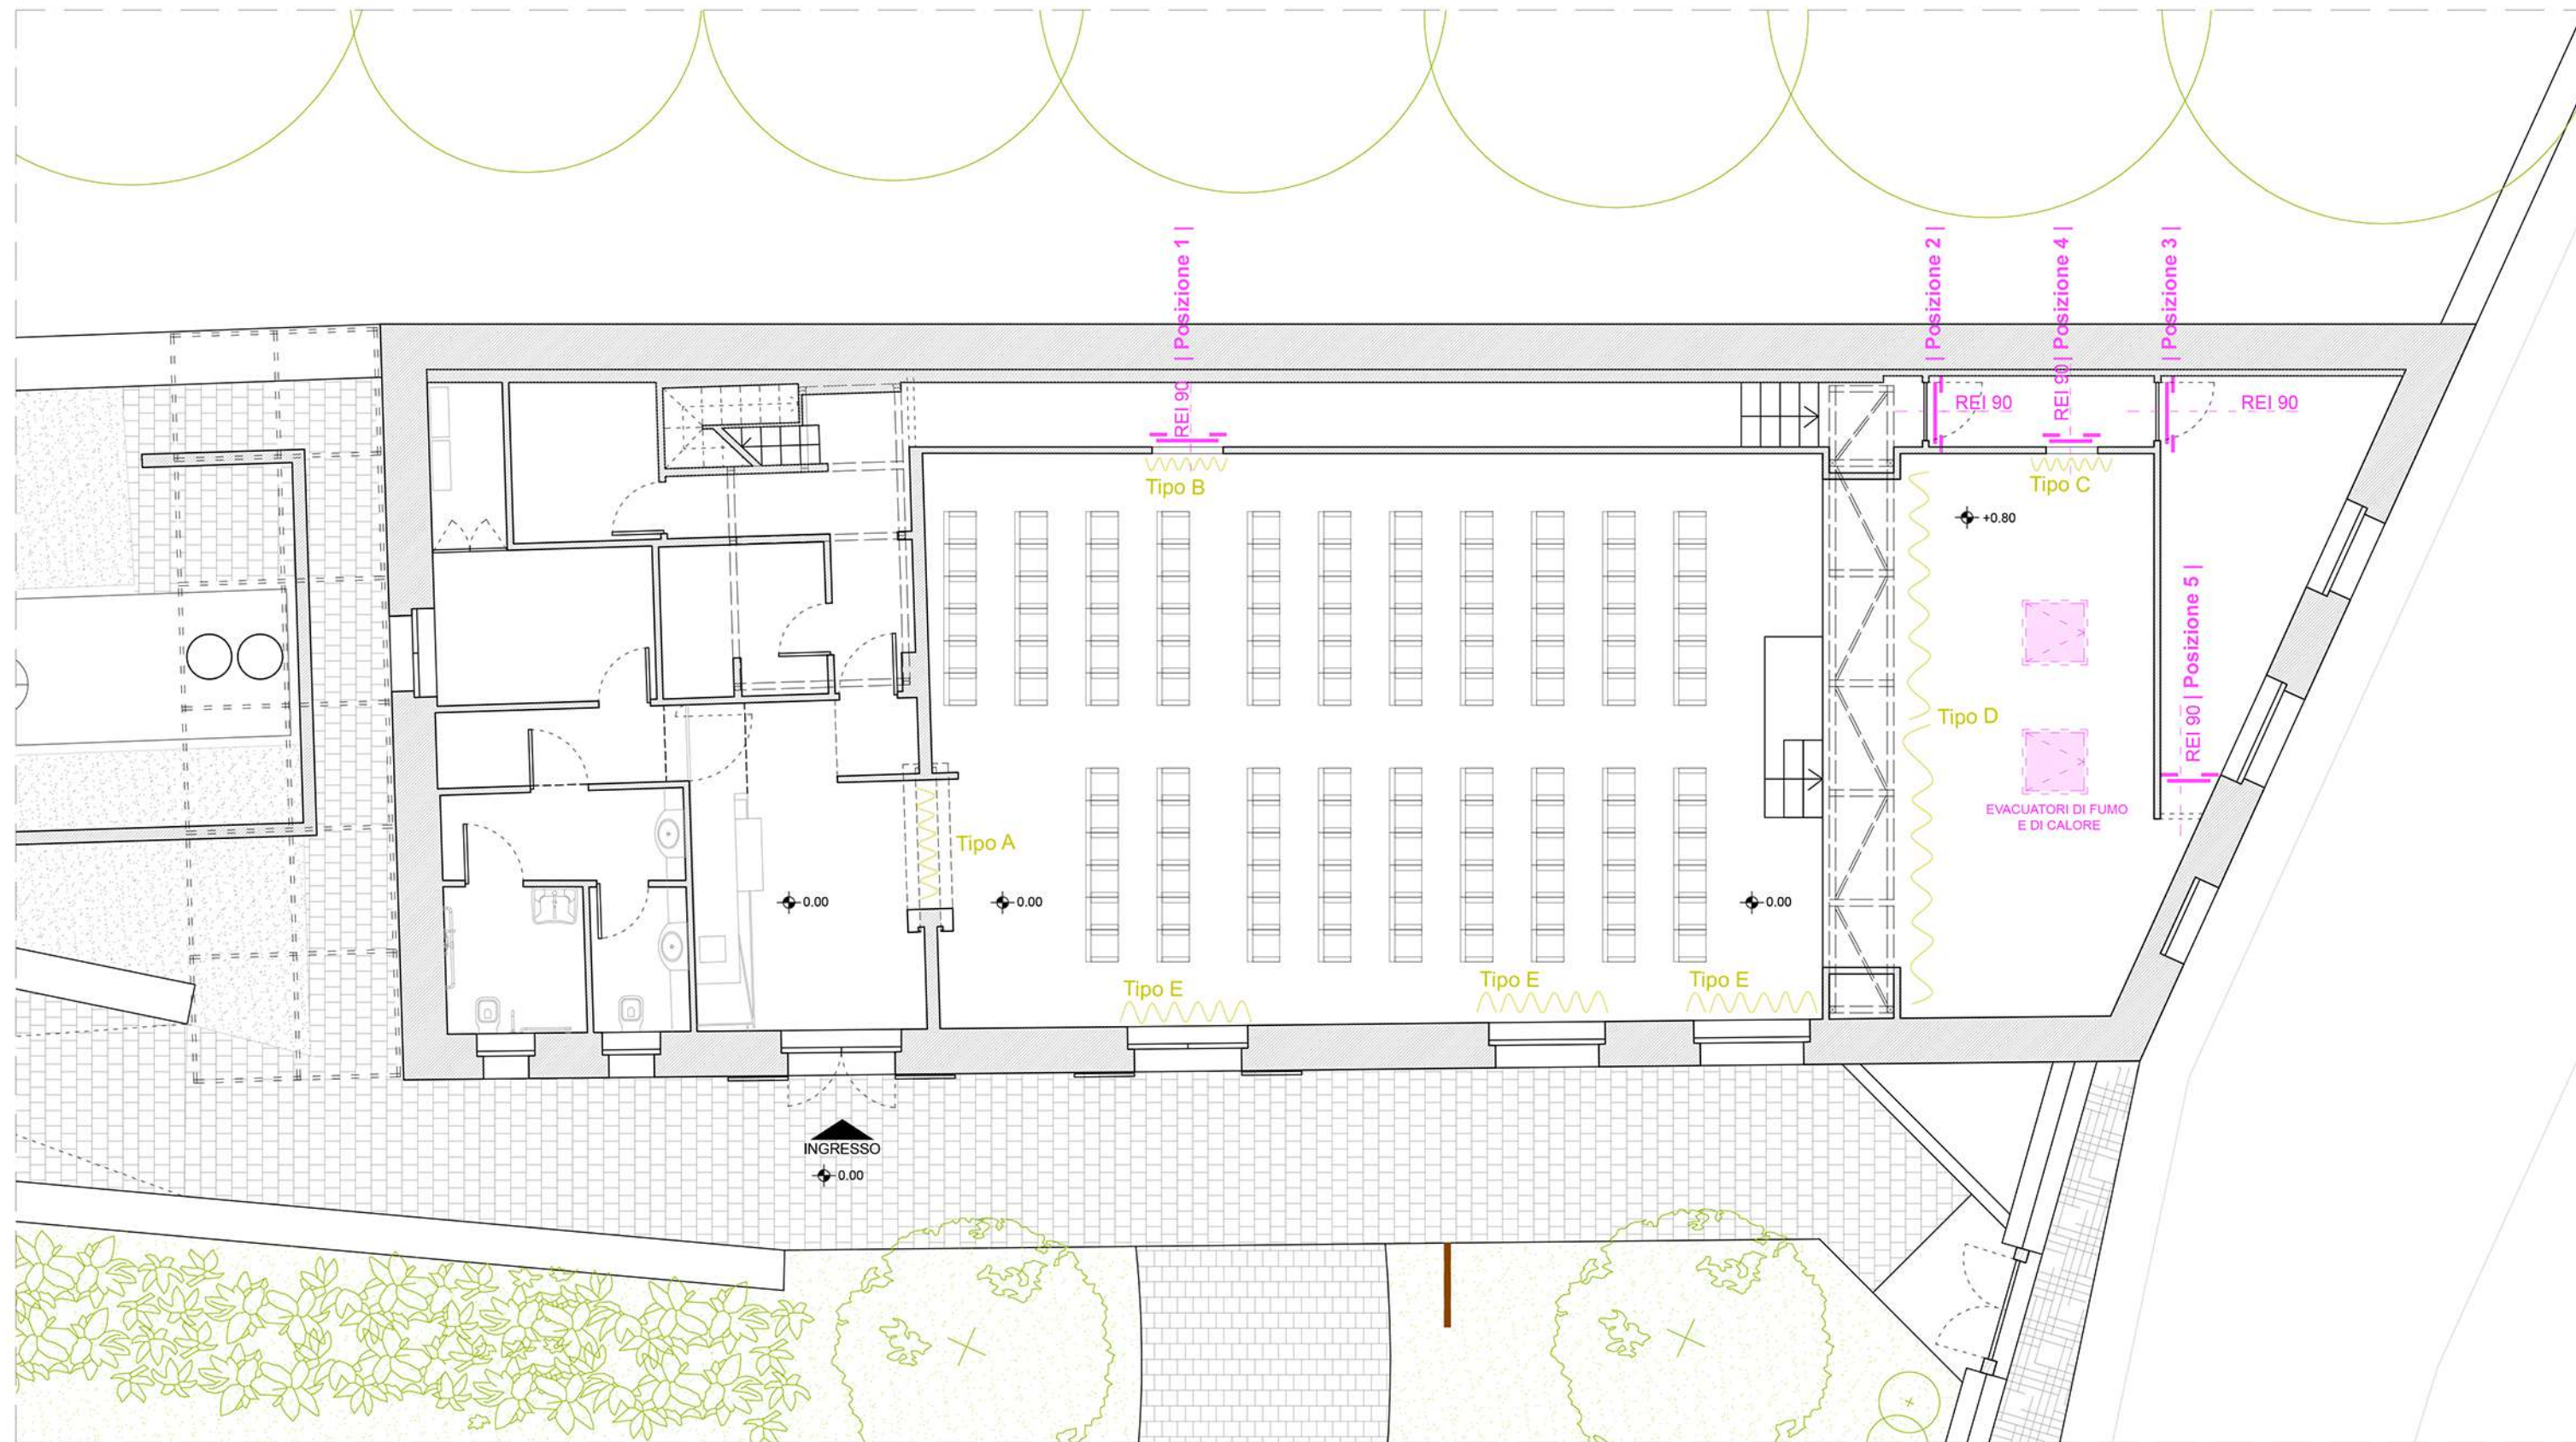 | Posizione 1 |
| Posizione 2 |
REI 90 | Posizione 4 |
| Posizione 3 |
REI 90
REI 90
REI 90
Tipo B
Tipo C
+0.80
REI 90 | Posizione 5 |
Tipo D
EVACUATORI DI FUMO
E DI CALORE
Tipo A
0.00
0.00
0.00
Tipo E
Tipo E
Tipo E
INGRESSO
0.00